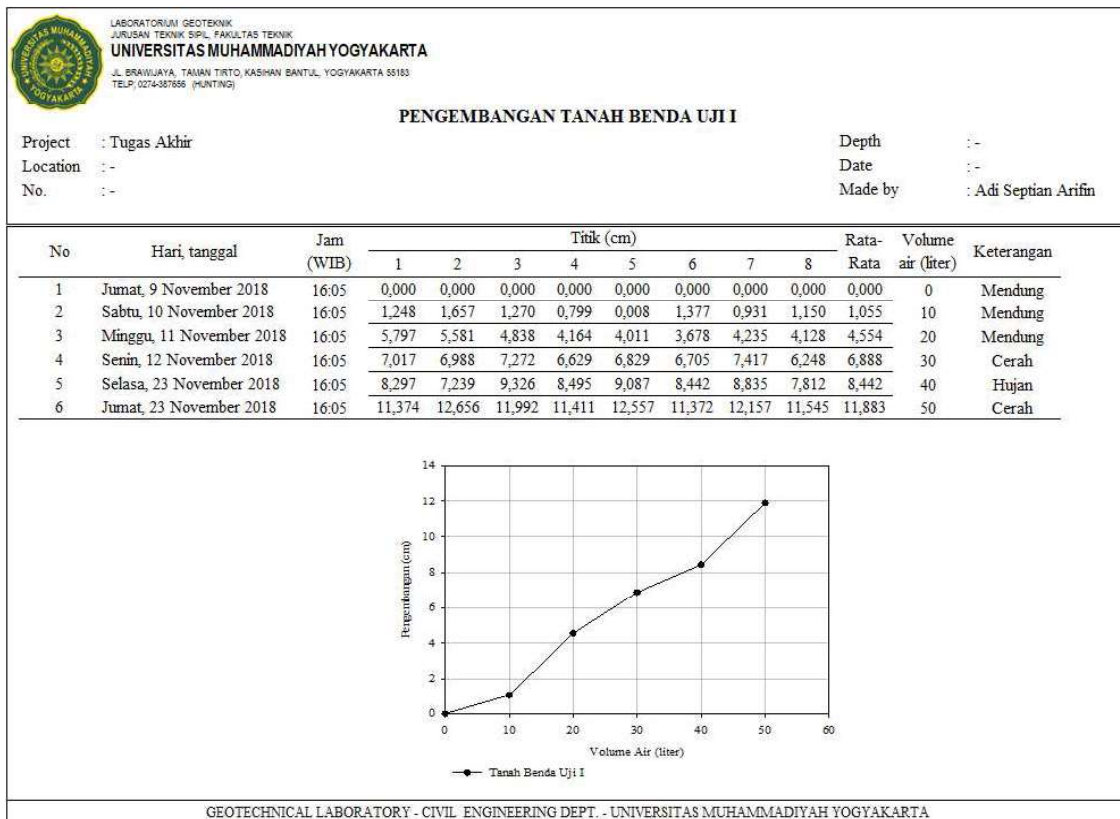 UNIVERSITAS MUHAMMADIYAH
YOGYAKARTA
LABORATORIUM GEOTEKNIK
JURUSAN TEKNIK SIPIL, FAKULTAS TEKNIK
UNIVERSITAS MUHAMMADIYAH YOGYAKARTA
JL. BRAWIJAYA, TAMAN TIRTO, KASIHAN BANTUL, YOGYAKARTA 55183
TELP, 0274-387656 (HUNTING)
PENGEMBANGAN TANAH BENDA UJI I
Project : Tugas Akhir Depth : -
Location : - Date : -
No. : - Made by : Adi Septian Arifin
No Hari, tanggal Jam (WIB) Titik (cm) Rata-Rata Volume air (liter) Keterangan
1 2 3 4 5 6 7 8
1 Jumat, 9 November 2018 16:05 0,000 0,000 0,000 0,000 0,000 0,000 0,000 0,000 0,000 0 Mendung
2 Sabtu, 10 November 2018 16:05 1,248 1,657 1,270 0,799 0,008 1,377 0,931 1,150 1,055 10 Mendung
3 Minggu, 11 November 2018 16:05 5,797 5,581 4,838 4,164 4,011 3,678 4,235 4,128 4,554 20 Mendung
4 Senin, 12 November 2018 16:05 7,017 6,988 7,272 6,629 6,829 6,705 7,417 6,248 6,888 30 Cerah
5 Selasa, 23 November 2018 16:05 8,297 7,239 9,326 8,495 9,087 8,442 8,835 7,812 8,442 40 Hujan
6 Jumat, 23 November 2018 16:05 11,374 12,656 11,992 11,411 12,557 11,372 12,157 11,545 11,883 50 Cerah
14
12
10
8
6
4
2
0
Pengembangan (cm)
0 10 20 30 40 50 60
Volume Air (liter)
Tanah Benda Uji I
GEOTECHNICAL LABORATORY - CIVIL ENGINEERING DEPT. - UNIVERSITAS MUHAMMADIYAH YOGYAKARTA